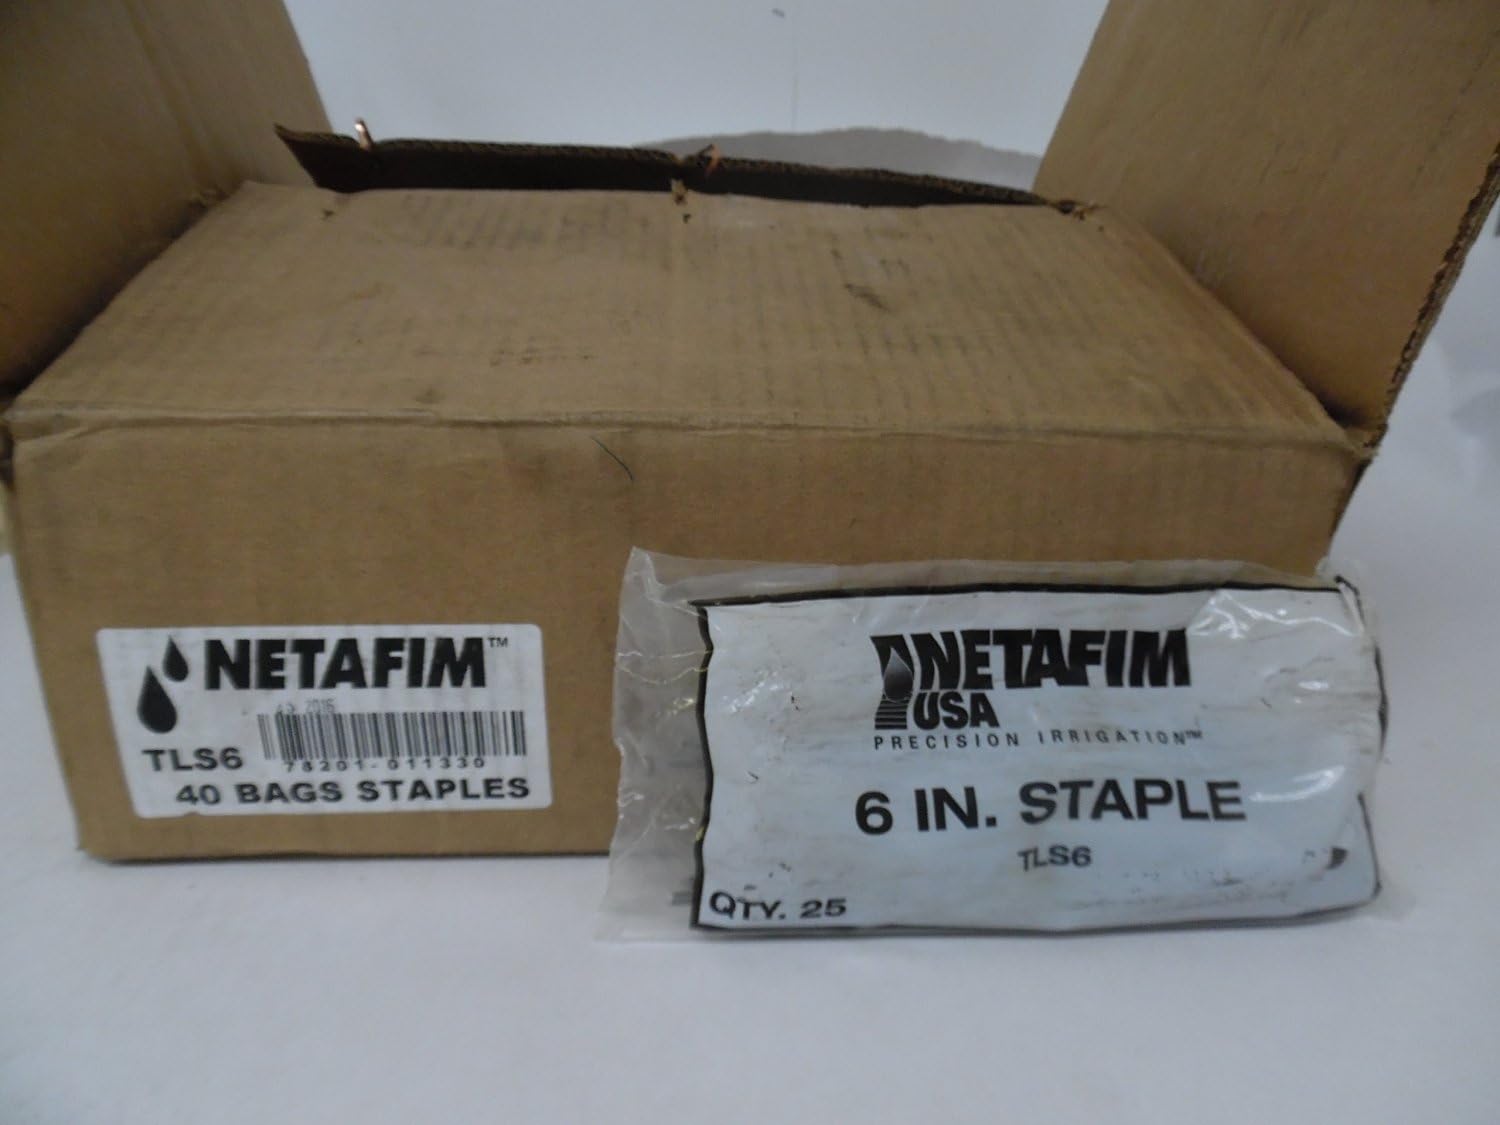 NETAFIM™
TLS6
78201-011330
40 BAGS STAPLES
NETAFIM
USA
PRECISION IRRIGATION™
6 IN. STAPLE
TLS6
QTY. 25